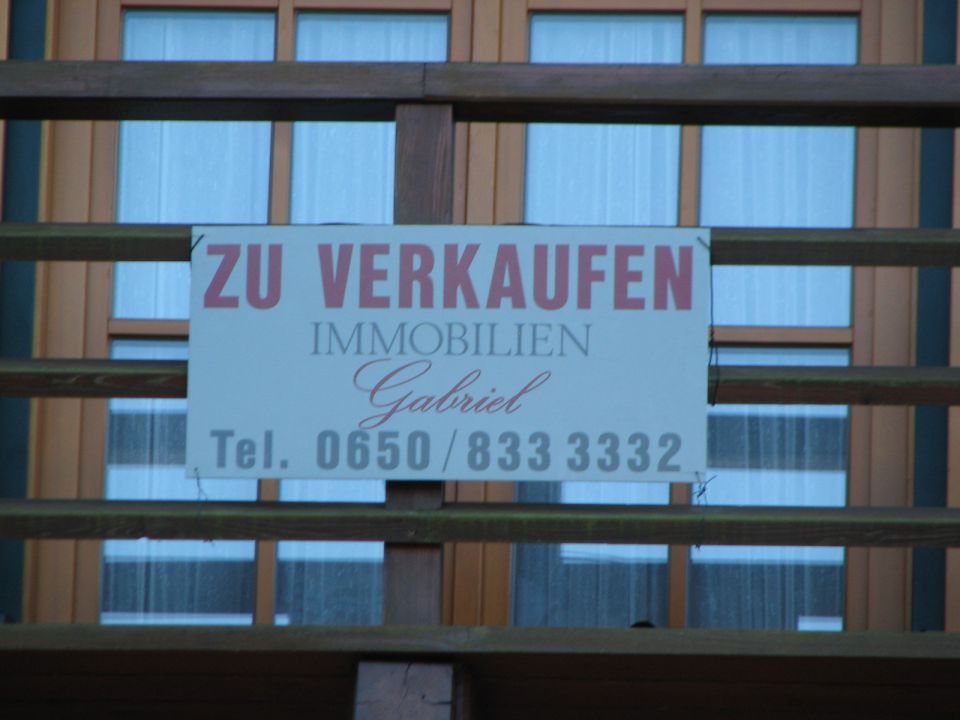 ZU VERKAUFEN
IMMOBILIEN
Gabriel
Tel. 0650/833 3332